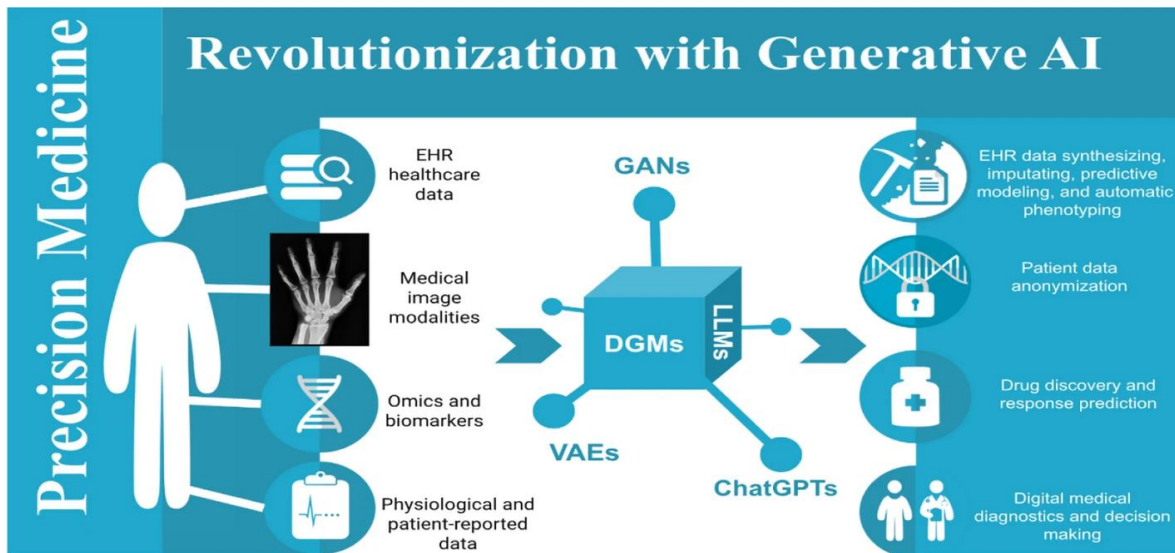 Precision Medicine
Revolutionization with Generative AI
EHR
healthcare
data
Medical
image
modalities
Omics and
biomarkers
Physiological and
patient-reported
data
GANs
DGMs
LLMs
VAEs
ChatGPTs
EHR data synthesizing,
imputating, predictive
modeling, and automatic
phenotyping
Patient data
anonymization
Drug discovery and
response prediction
Digital medical
diagnostics and decision
making